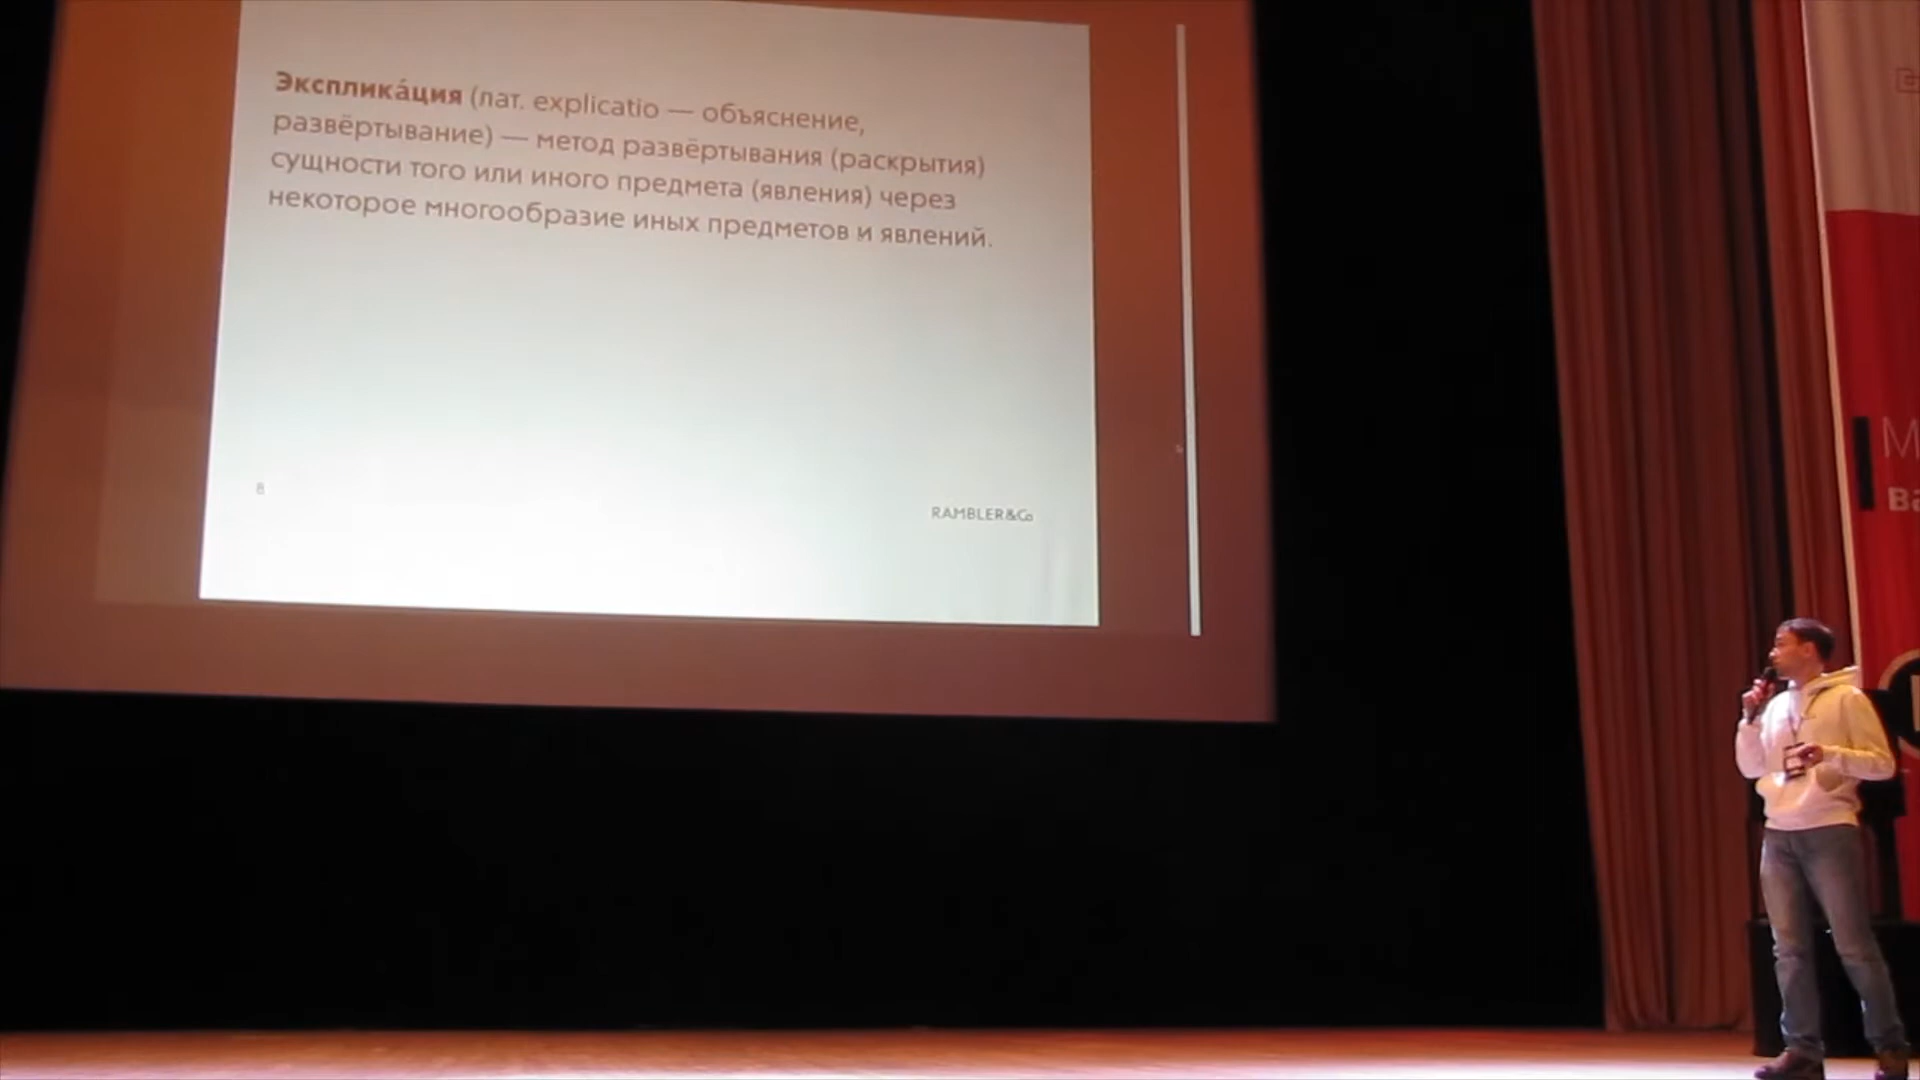 Экспликáция (лат. explicatio — объяснение,
развёртывание) — метод развёртывания (раскрытия)
сущности того или иного предмета (явления) через
некоторое многообразие иных предметов и явлений.
8
RAMBLER&Co